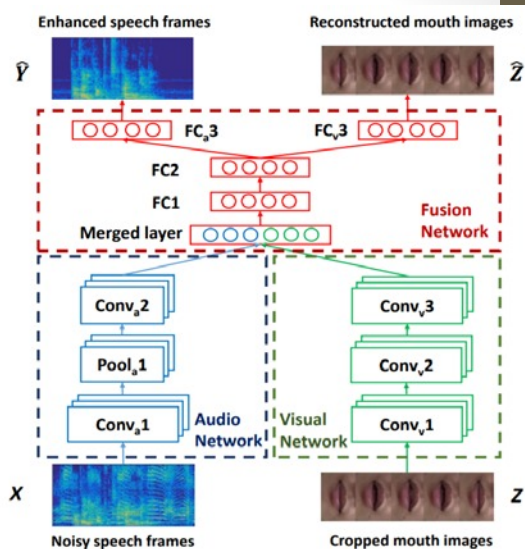 Enhanced speech frames
Reconstructed mouth images
Ŷ
Ẑ
FCa3
FCv3
FC2
FC1
Merged layer
Fusion
Network
Conva2
Convv3
Poola1
Convv2
Conva1
Audio
Network
Visual
Network
Convv1
X
Z
Noisy speech frames
Cropped mouth images